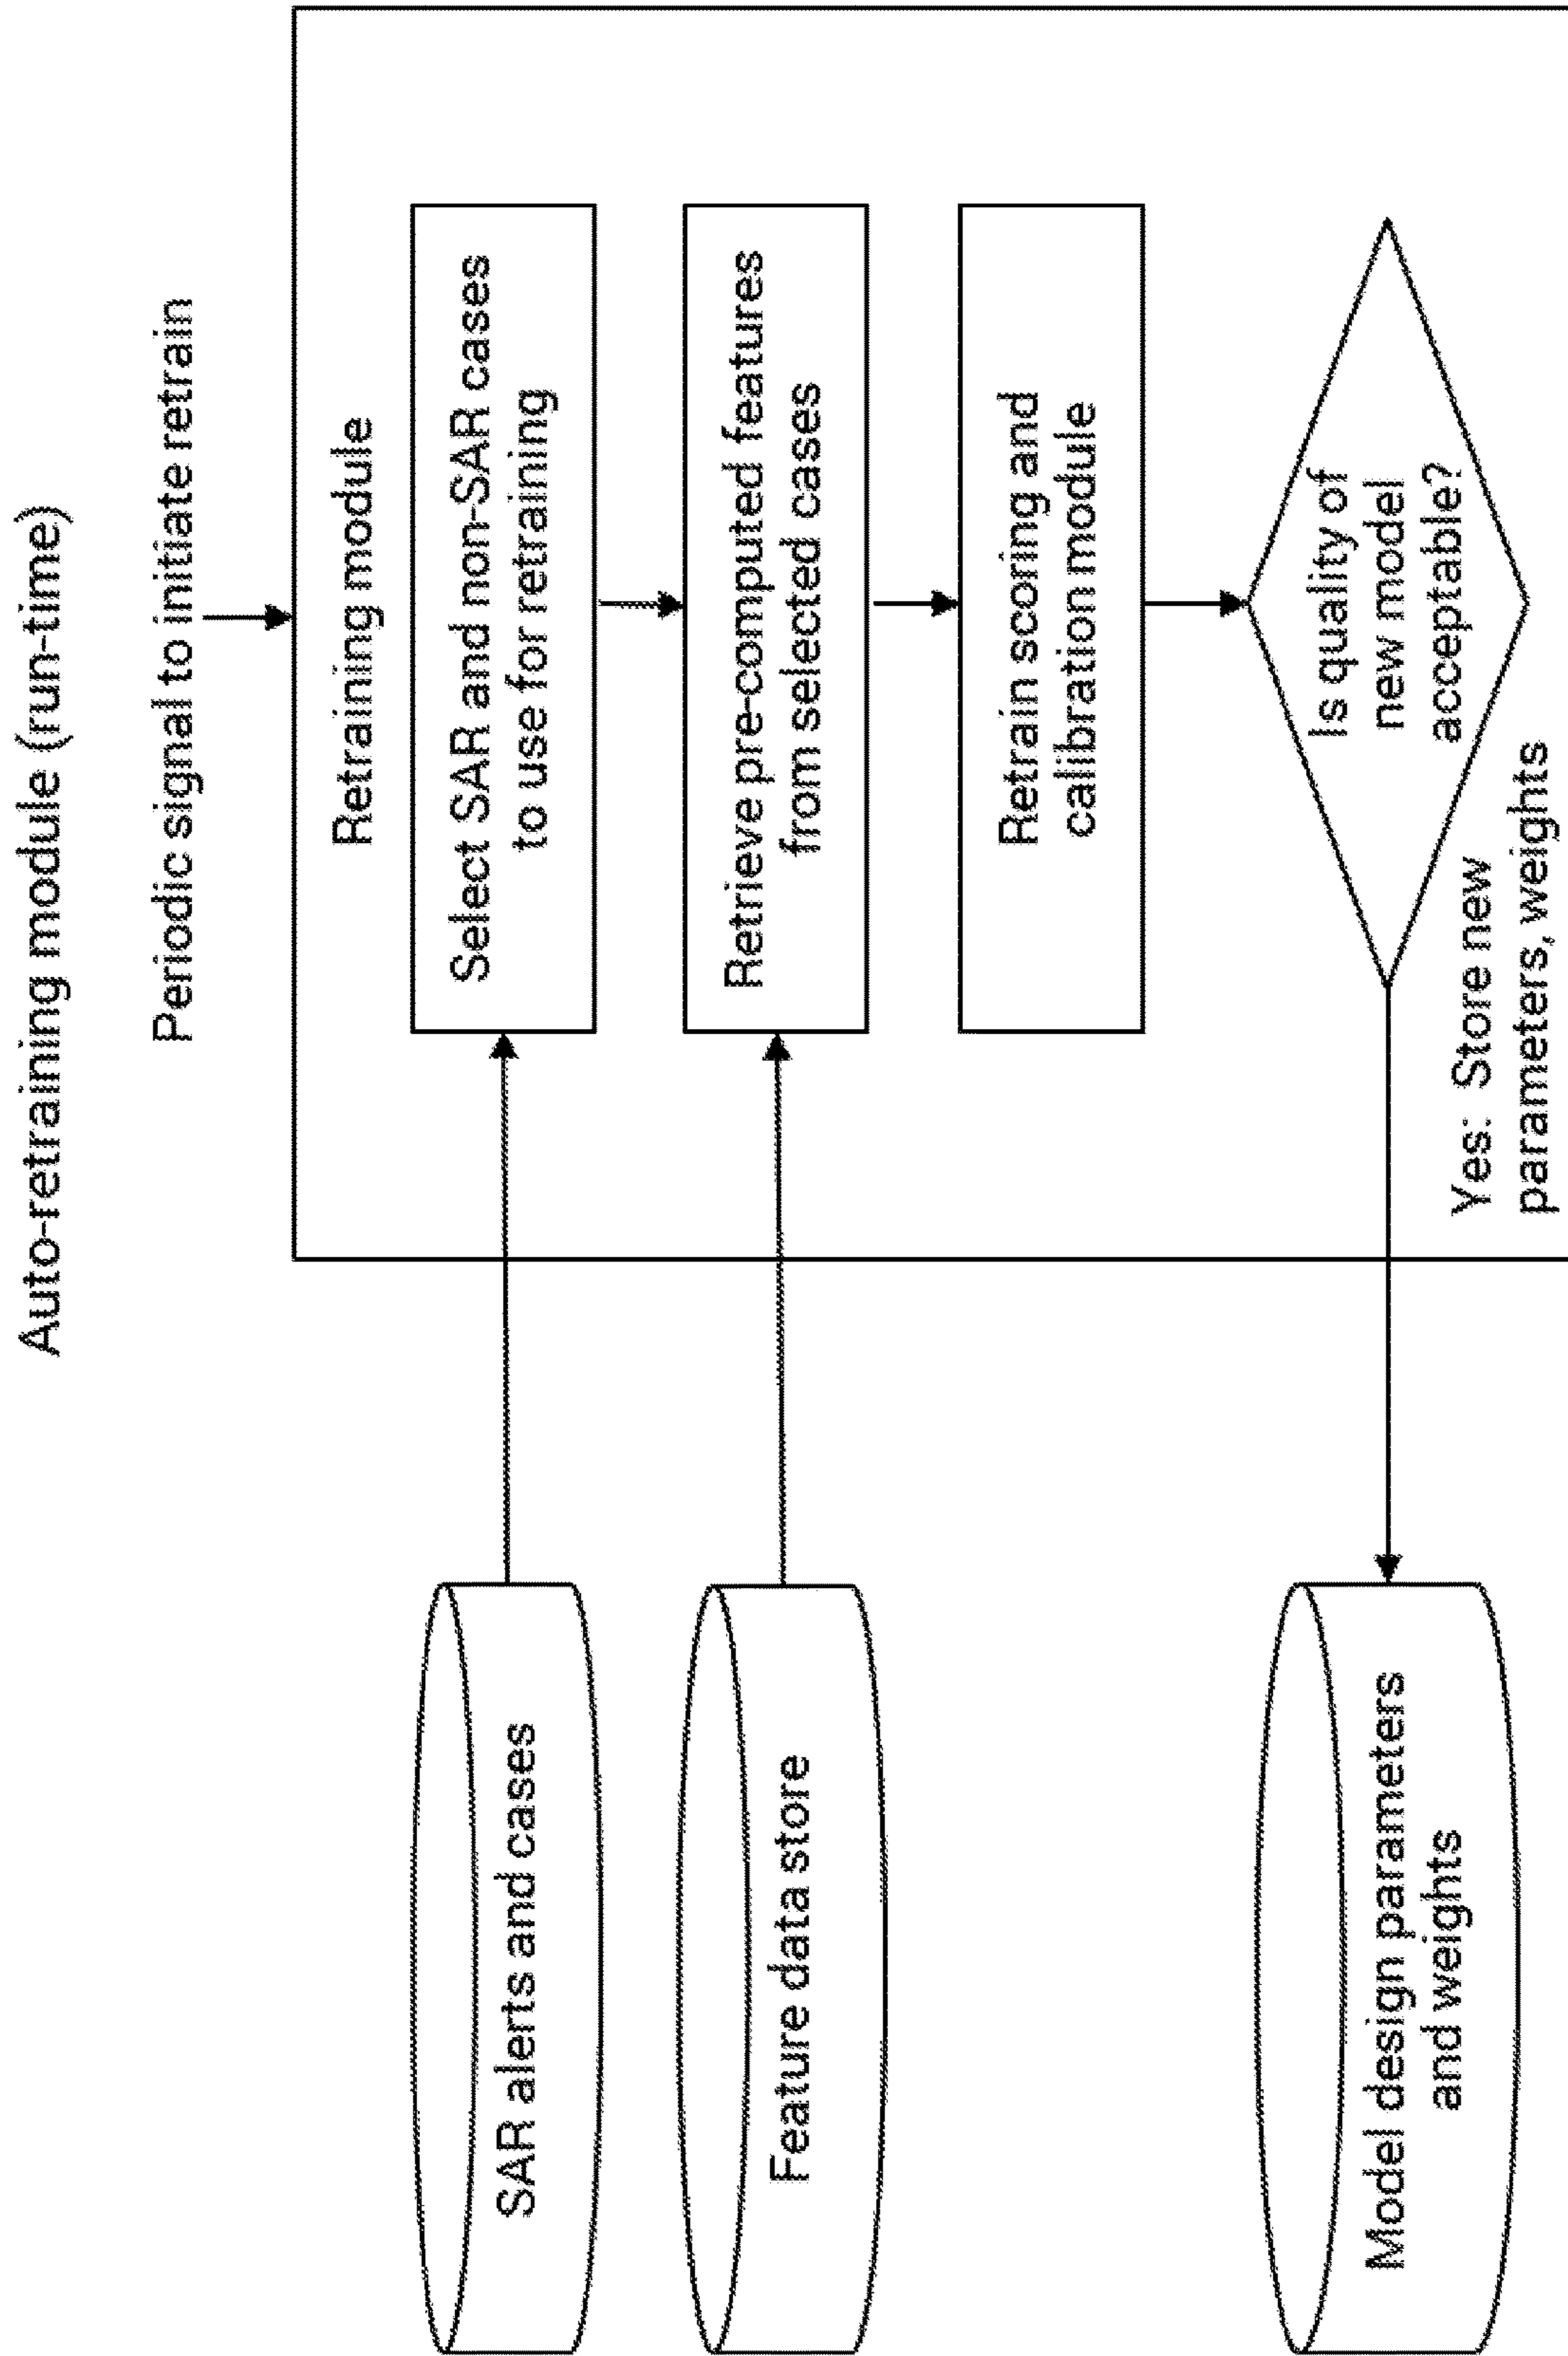 Auto-retraining module (run-time)
Periodic signal to initiate retrain
Retraining module
SAR alerts and cases
Select SAR and non-SAR cases
to use for retraining
Feature data store
Retrieve pre-computed features
from selected cases
Retrain scoring and
calibration module
Model design parameters
and weights
Is quality of
new model
acceptable?
Yes: Store new
parameters, weights